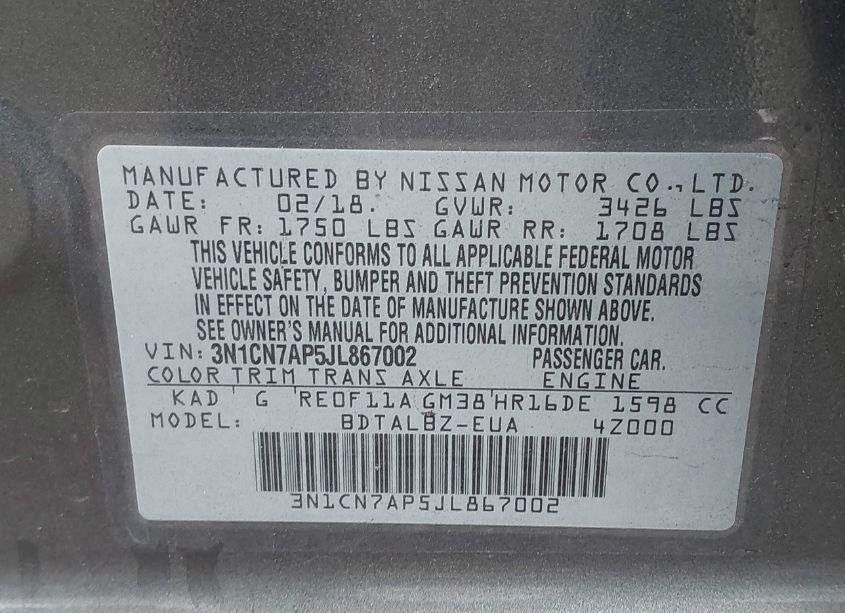 MANUFACTURED BY NISSAN MOTOR CO., LTD.
DATE: 02/18. GVWR: 3426 LBS
GAWR FR: 1750 LBS GAWR RR: 1708 LBS
THIS VEHICLE CONFORMS TO ALL APPLICABLE FEDERAL MOTOR
VEHICLE SAFETY, BUMPER AND THEFT PREVENTION STANDARDS
IN EFFECT ON THE DATE OF MANUFACTURE SHOWN ABOVE.
SEE OWNER'S MANUAL FOR ADDITIONAL INFORMATION.
VIN: 3N1CN7AP5JL867002 PASSENGER CAR.
COLOR TRIM TRANS AXLE ENGINE
KAD G RE0F11A GM38 HR16DE 1598 CC
MODEL: BDTALBZ-EUA 4Z000
3N1CN7AP5JL867002